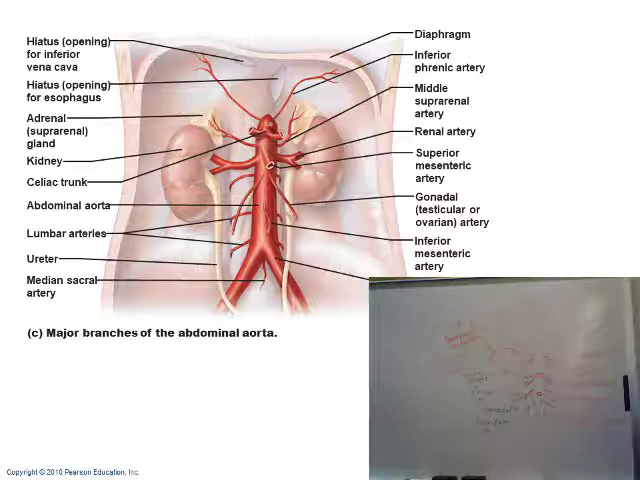 Hiatus (opening)
for inferior
vena cava
Hiatus (opening)
for esophagus
Adrenal
(suprarenal)
gland
Kidney
Celiac trunk
Abdominal aorta
Lumbar arteries
Ureter
Median sacral
artery
Diaphragm
Inferior
phrenic artery
Middle
suprarenal
artery
Renal artery
Superior
mesenteric
artery
Gonadal
(testicular or
ovarian) artery
Inferior
mesenteric
artery
(c) Major branches of the abdominal aorta.
Copyright © 2010 Pearson Education, Inc.